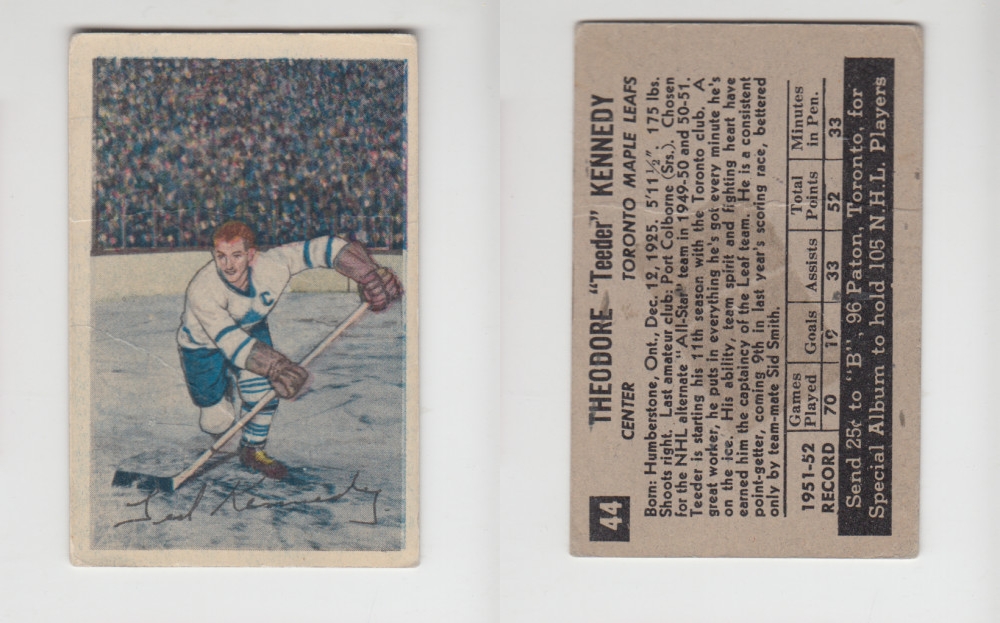 C
Ted Kennedy
44
THEODORE "Teeder" KENNEDY
CENTER TORONTO MAPLE LEAFS
Born: Humberstone, Ont., Dec. 12, 1925. 5'11½". 175 lbs.
Shoots right. Last amateur club: Port Colborne (Srs.). Chosen
for the NHL alternate "All-Star" team in 1949-50 and 50-51.
Teeder is starting his 11th season with the Toronto club. A
great worker, he puts in everything he's got every minute he's
on the ice. His ability, team spirit and fighting heart have
earned him the captaincy of the Leaf team. He is a consistent
point-getter, coming 9th in last year's scoring race, bettered
only by team-mate Sid Smith.
1951-52 RECORD
Games Played Goals Assists Total Points Minutes in Pen.
70 19 33 52 33
Send 25¢ to "B", 96 Paton, Toronto, for
Special Album to hold 105 N.H.L. Players